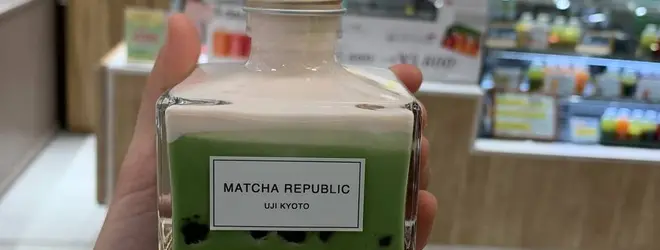 MATCHA REPUBLIC
UJI KYOTO